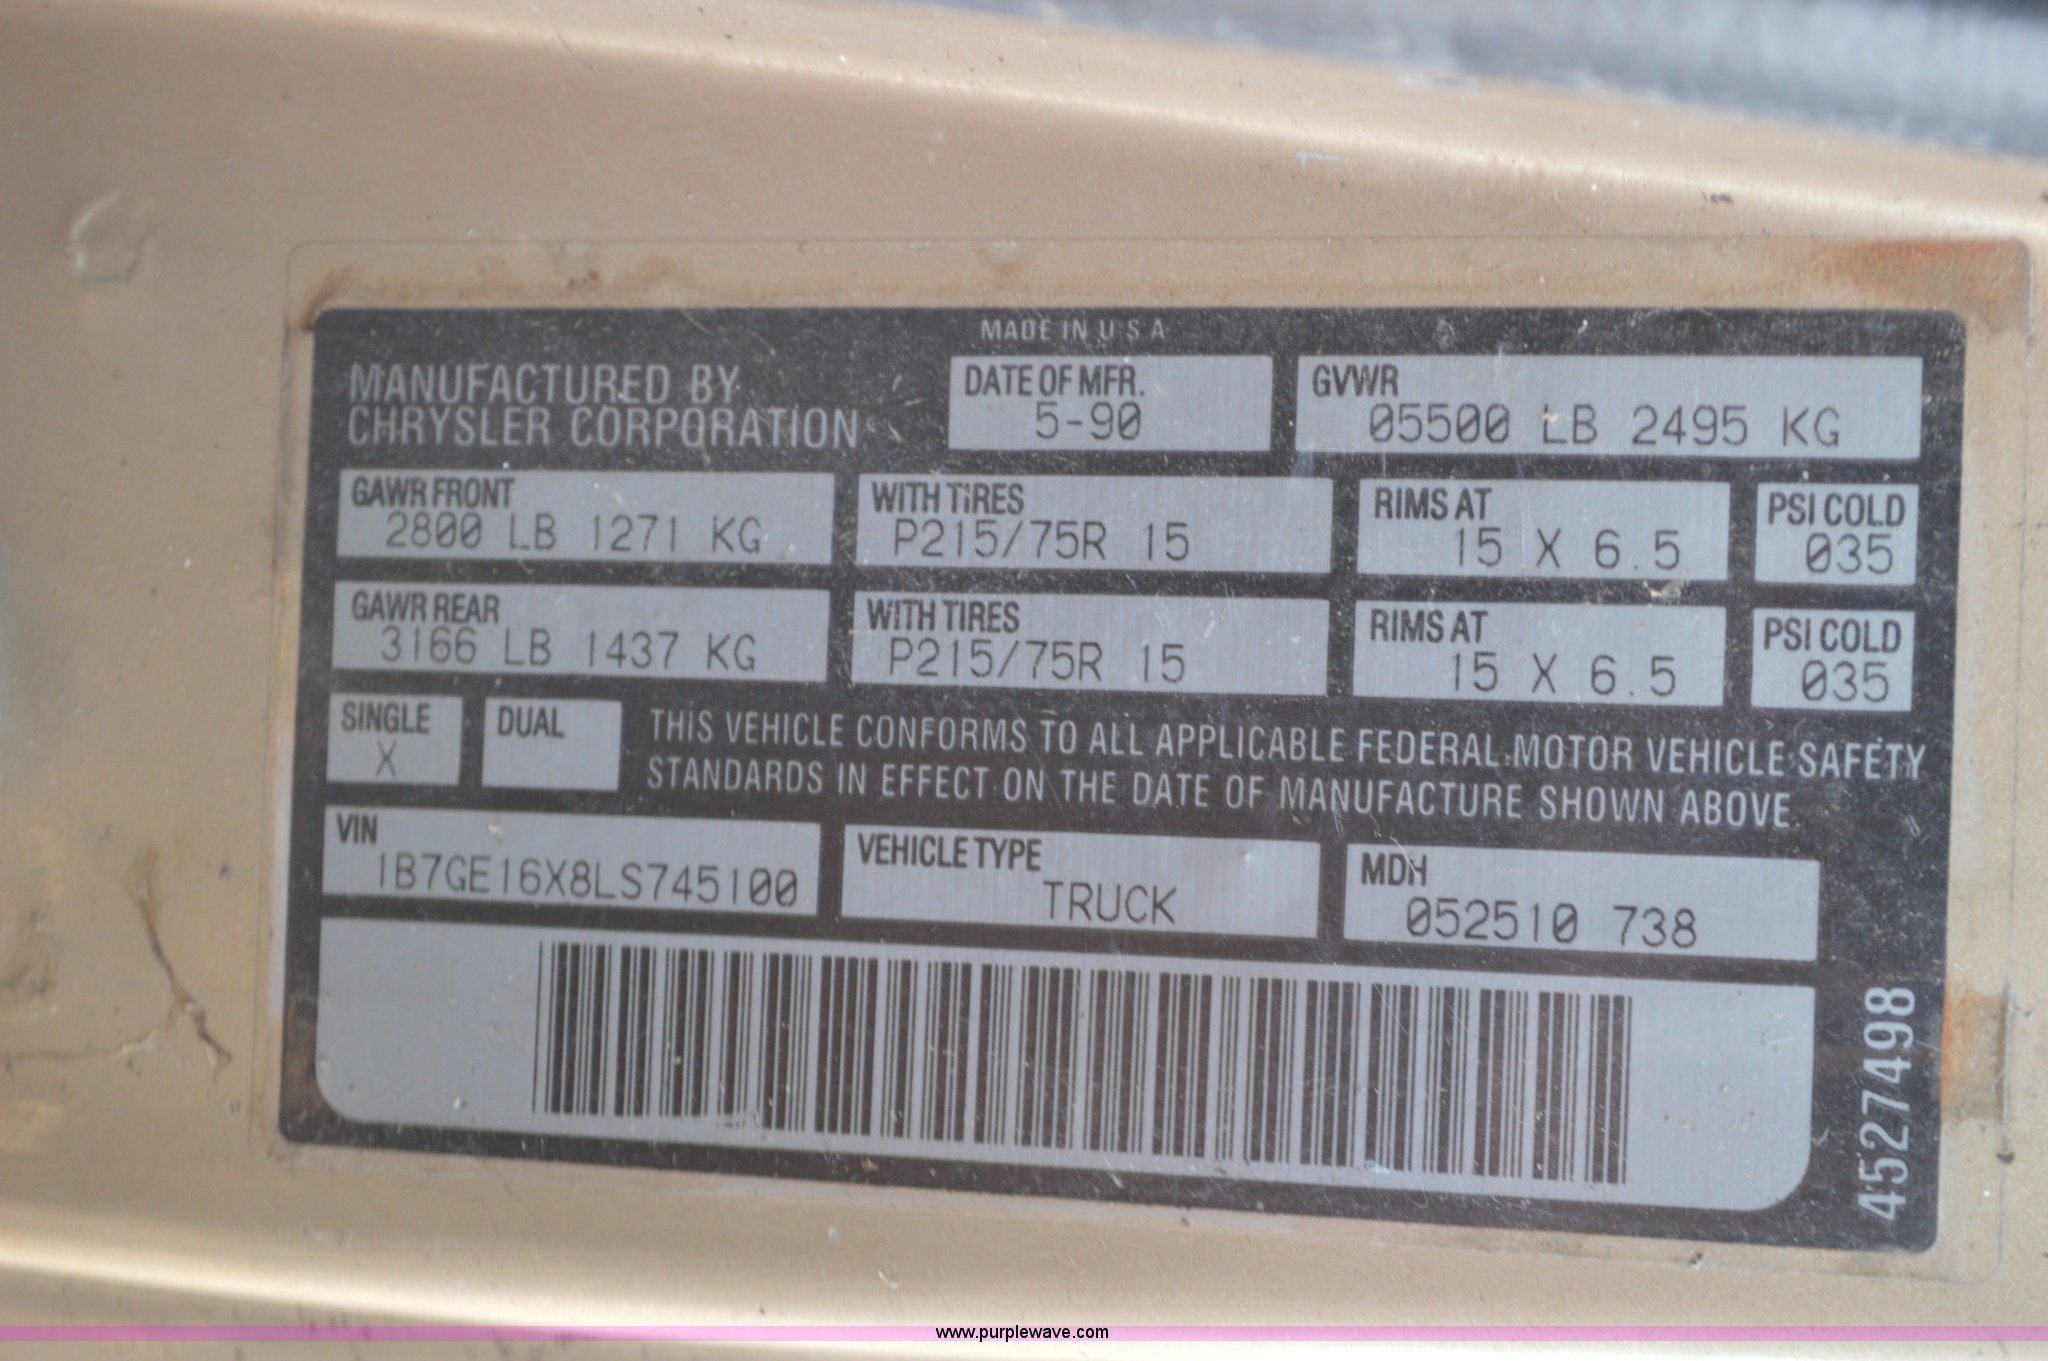 MADE IN U S A
MANUFACTURED BY
CHRYSLER CORPORATION
DATE OF MFR.
5-90
GVWR
05500 LB 2495 KG
GAWR FRONT
2800 LB 1271 KG
WITH TIRES
P215/75R 15
RIMS AT
15 X 6.5
PSI COLD
035
GAWR REAR
3166 LB 1437 KG
WITH TIRES
P215/75R 15
RIMS AT
15 X 6.5
PSI COLD
035
SINGLE
X
DUAL
THIS VEHICLE CONFORMS TO ALL APPLICABLE FEDERAL MOTOR VEHICLE SAFETY
STANDARDS IN EFFECT ON THE DATE OF MANUFACTURE SHOWN ABOVE.
VIN
1B7GE16X8LS745100
VEHICLE TYPE
TRUCK
MDH
052510 738
4527498
www.purplewave.com